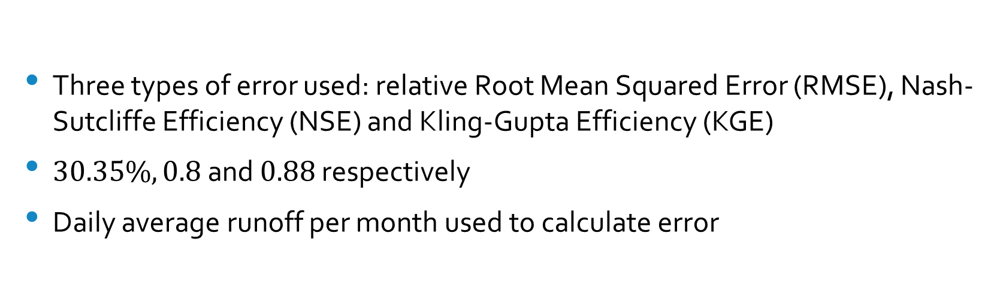 • Three types of error used: relative Root Mean Squared Error (RMSE), Nash-
Sutcliffe Efficiency (NSE) and Kling-Gupta Efficiency (KGE)
• 30.35%, 0.8 and 0.88 respectively
• Daily average runoff per month used to calculate error